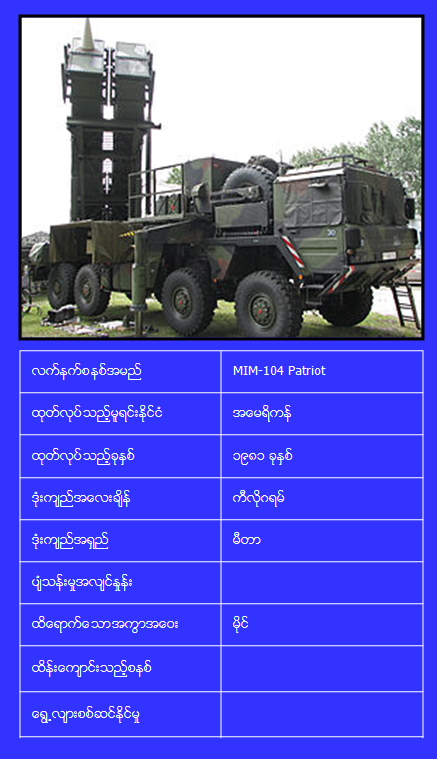 လက်နက်စနစ်အမည် MIM-104 Patriot
ထုတ်လုပ်သည့်မူရင်းနိုင်ငံ အမေရိကန်
ထုတ်လုပ်သည့်ခုနှစ် ၁၉၈၁ ခုနှစ်
ဒုံးကျည်အလေးချိန် ကီလိုဂရမ်
ဒုံးကျည်အရှည် မီတာ
ပျံသန်းမှုအလျင်နှုန်း
ထိရောက်သောအကွာအဝေး မိုင်
ထိန်းကျောင်းသည့်စနစ်
ရွှေ့လျားစစ်ဆင်နိုင်မှု